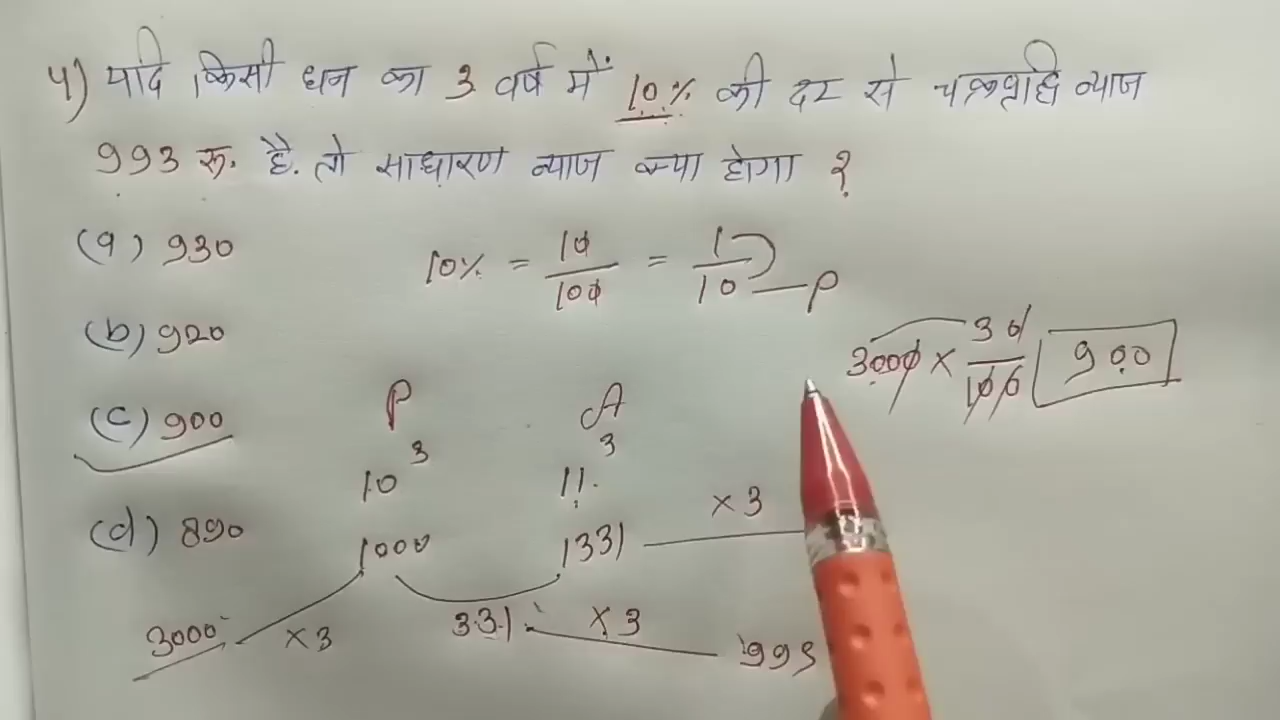 4) यदि किसी धन का 3 वर्ष में 10% की दर से चक्रवृद्धि ब्याज
993 रू. है. तो साधारण ब्याज क्या होगा ?
(a) 930
(b) 920
(c) 900
(d) 890
10% = 10/100 = 1/10 — P
3000 × 30/100 900
P A
10³ 11³
1000 1331 × 3
3000 × 3 331 × 3 993